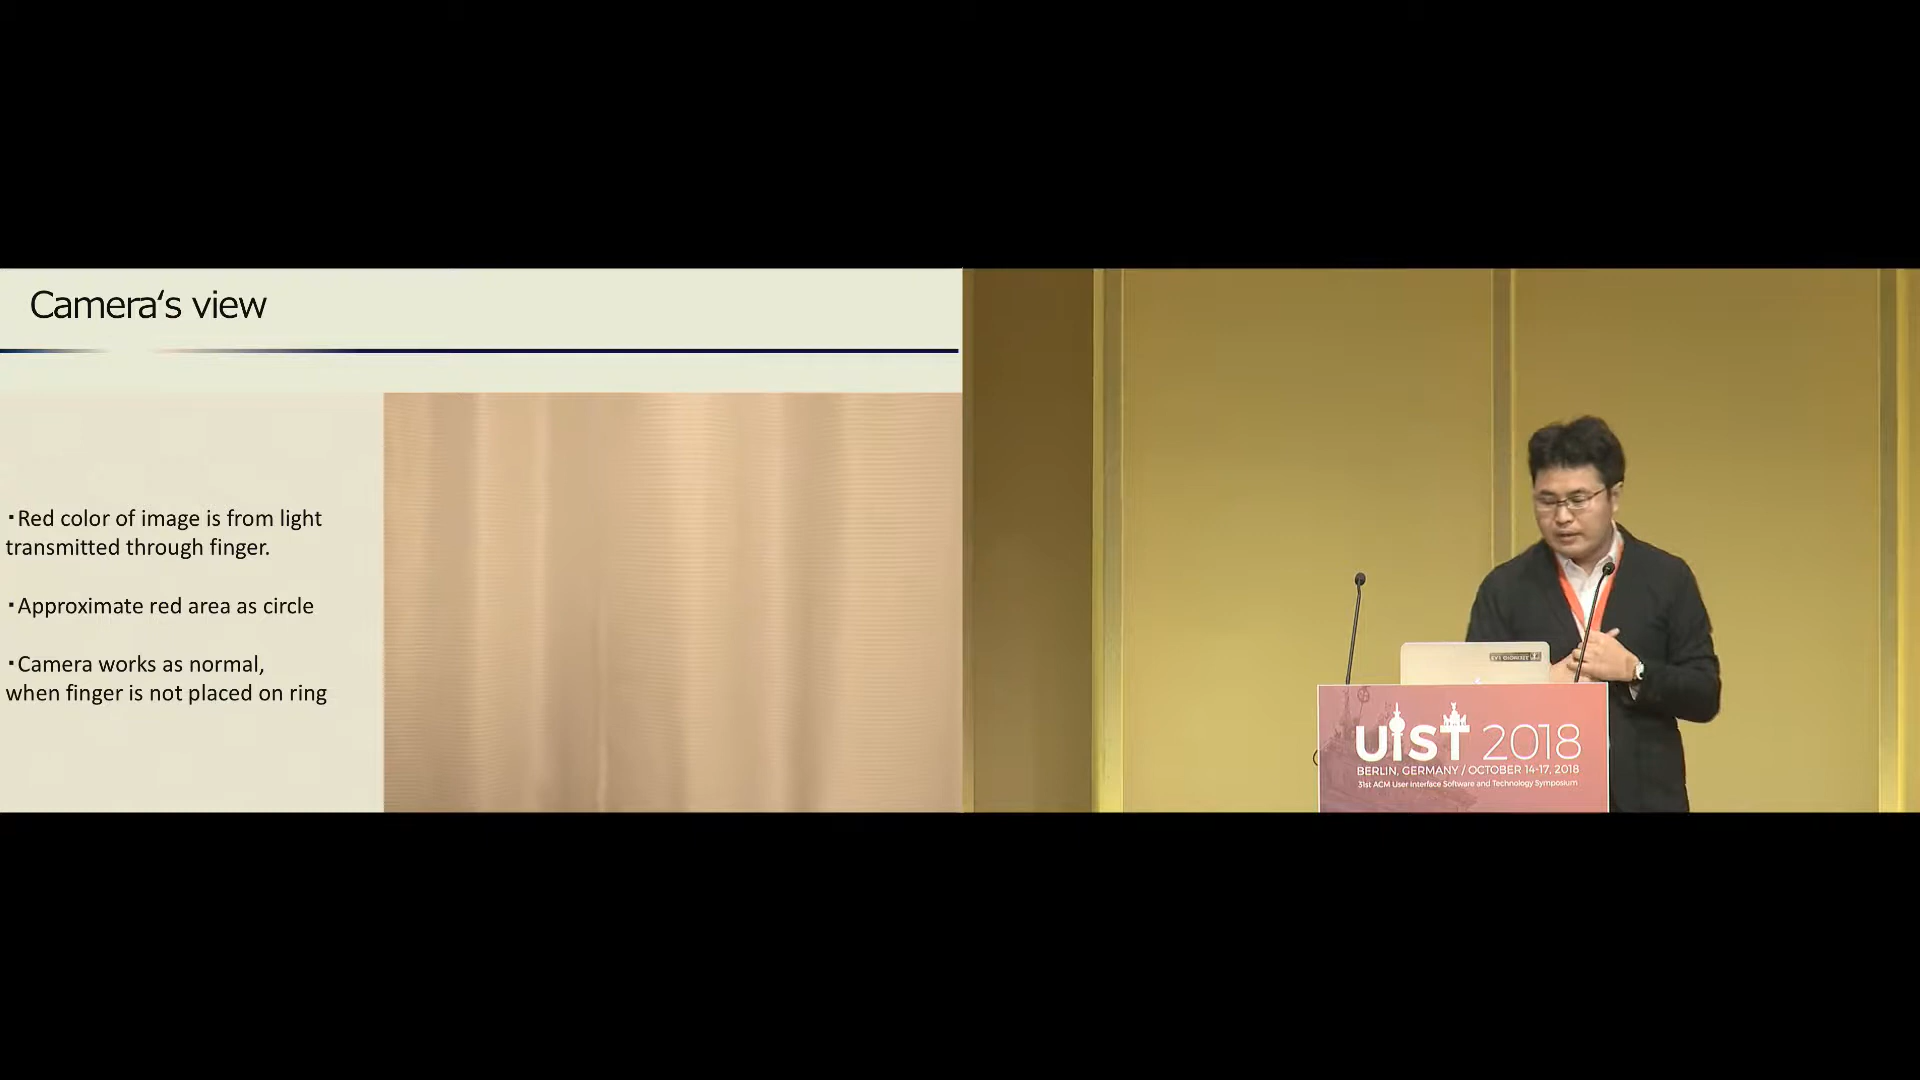 Camera‘s view
・Red color of image is from light
transmitted through finger.
・Approximate red area as circle
・Camera works as normal,
when finger is not placed on ring
UIST 2018
BERLIN, GERMANY / OCTOBER 14-17, 2018
31st ACM User Interface Software and Technology Symposium